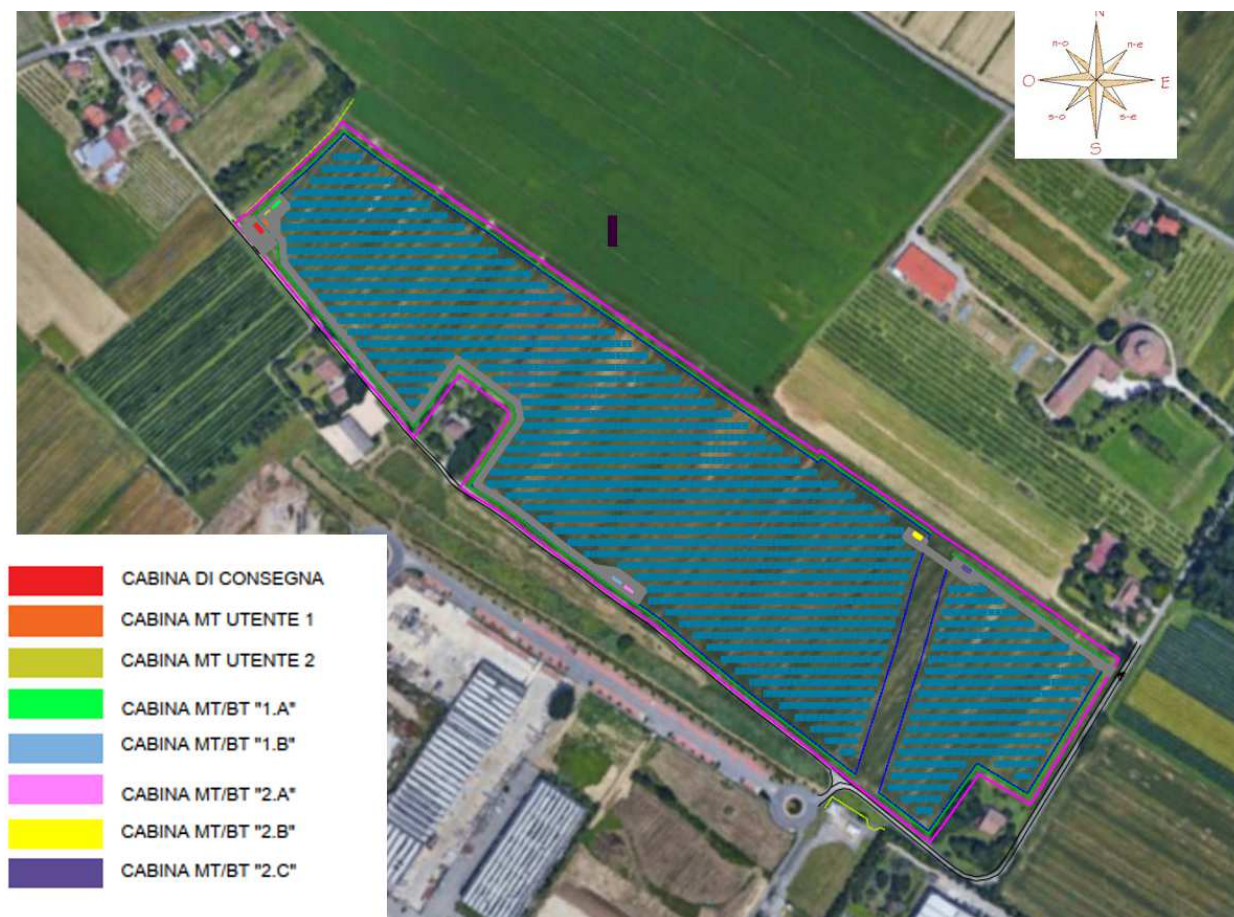 N
n-o
n-e
O
E
s-o
s-e
S
CABINA DI CONSEGNA
CABINA MT UTENTE 1
CABINA MT UTENTE 2
CABINA MT/BT "1.A"
CABINA MT/BT "1.B"
CABINA MT/BT "2.A"
CABINA MT/BT "2.B"
CABINA MT/BT "2.C"